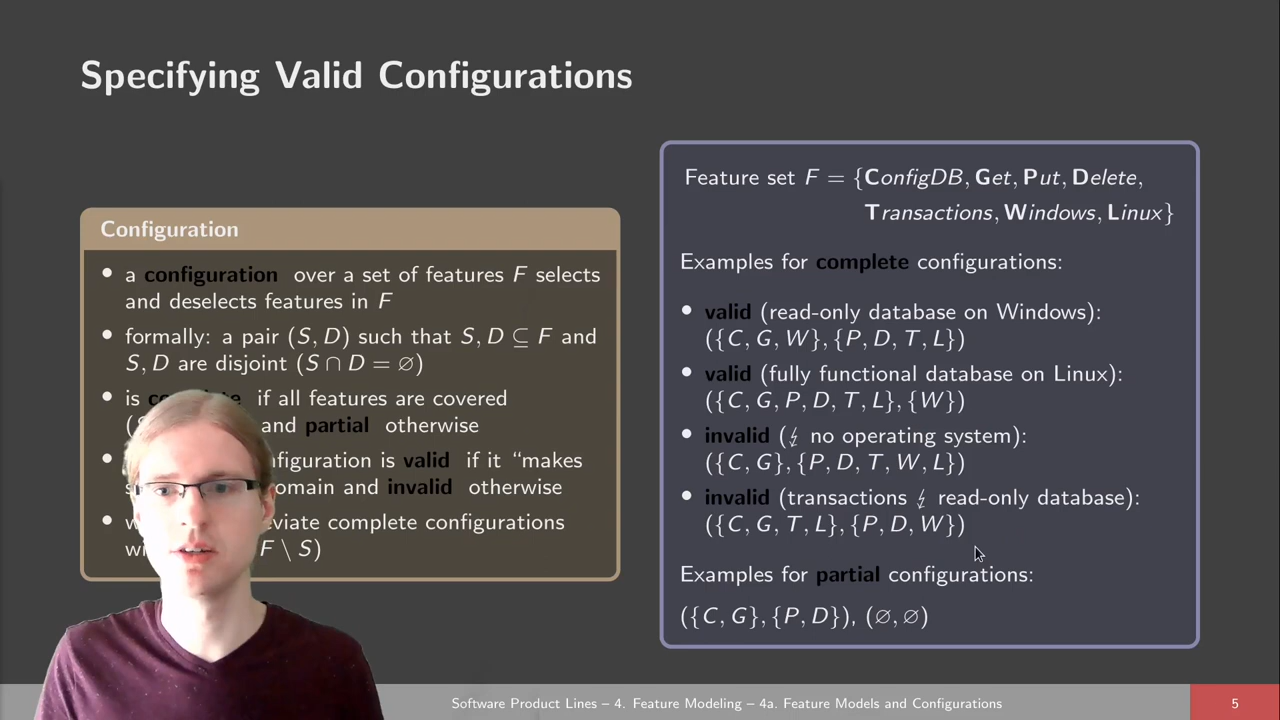 Specifying Valid Configurations
Configuration
• a configuration over a set of features F selects
and deselects features in F
• formally: a pair (S, D) such that S, D ⊆ F and
S, D are disjoint (S ∩ D = ∅)
• is if all features are covered
and partial otherwise
• is valid if it “makes
and invalid otherwise
• complete configurations
F \ S)
Feature set F = {ConfigDB, Get, Put, Delete,
Transactions, Windows, Linux}
Examples for complete configurations:
• valid (read-only database on Windows):
({C, G, W}, {P, D, T, L})
• valid (fully functional database on Linux):
({C, G, P, D, T, L}, {W})
• invalid (↯ no operating system):
({C, G}, {P, D, T, W, L})
• invalid (transactions ↯ read-only database):
({C, G, T, L}, {P, D, W})
Examples for partial configurations:
({C, G}, {P, D}), (∅, ∅)
Software Product Lines – 4. Feature Modeling – 4a. Feature Models and Configurations
5